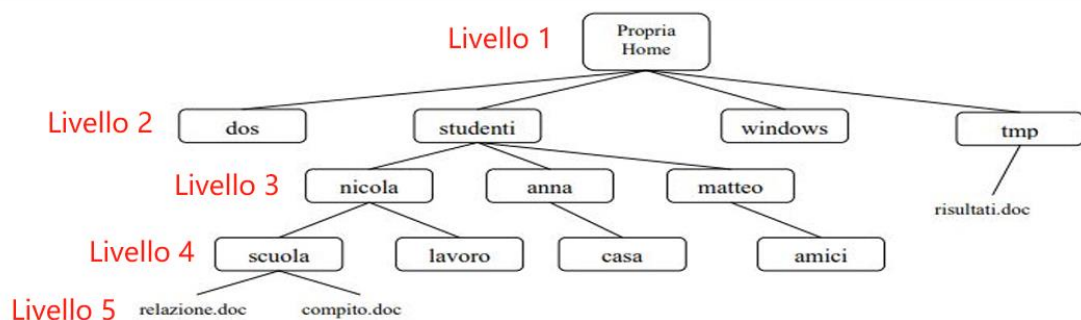 Livello 1
Propria
Home
Livello 2
dos
studenti
windows
tmp
Livello 3
nicola
anna
matteo
risultati.doc
Livello 4
scuola
lavoro
casa
amici
Livello 5
relazione.doc
compito.doc